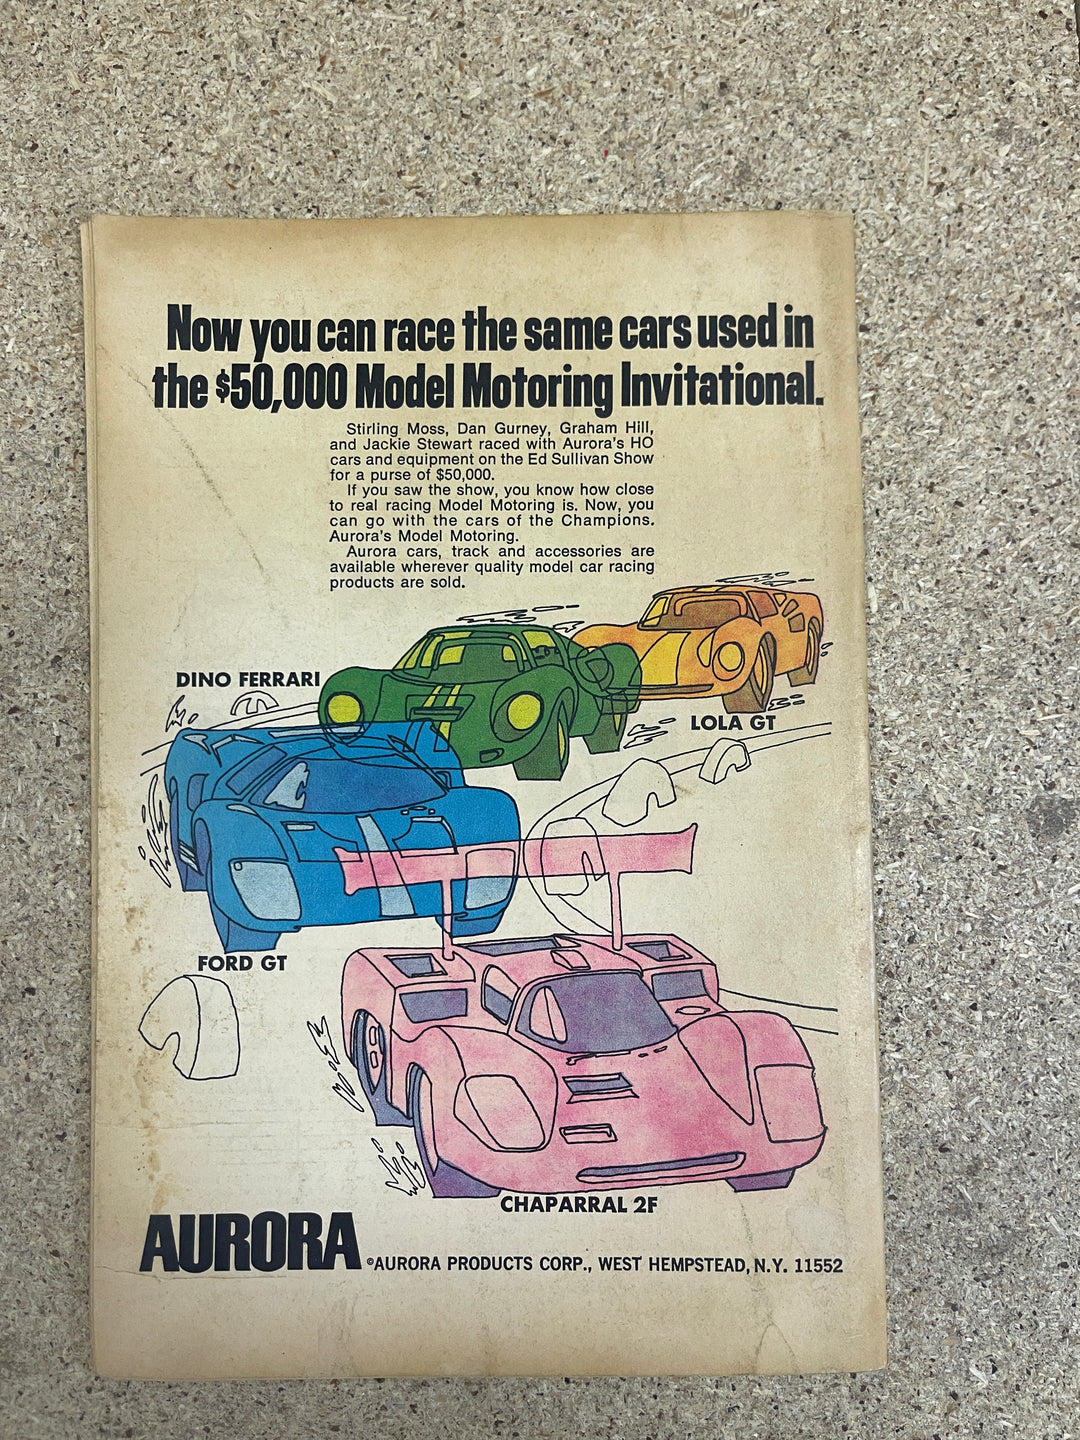 Now you can race the same cars used in
the $50,000 Model Motoring Invitational.
Stirling Moss, Dan Gurney, Graham Hill,
and Jackie Stewart raced with Aurora's HO
cars and equipment on the Ed Sullivan Show
for a purse of $50,000.
If you saw the show, you know how close
to real racing Model Motoring is. Now, you
can go with the cars of the Champions.
Aurora's Model Motoring.
Aurora cars, track and accessories are
available wherever quality model car racing
products are sold.
DINO FERRARI
LOLA GT
FORD GT
CHAPARRAL 2F
AURORA ©AURORA PRODUCTS CORP., WEST HEMPSTEAD, N.Y. 11552